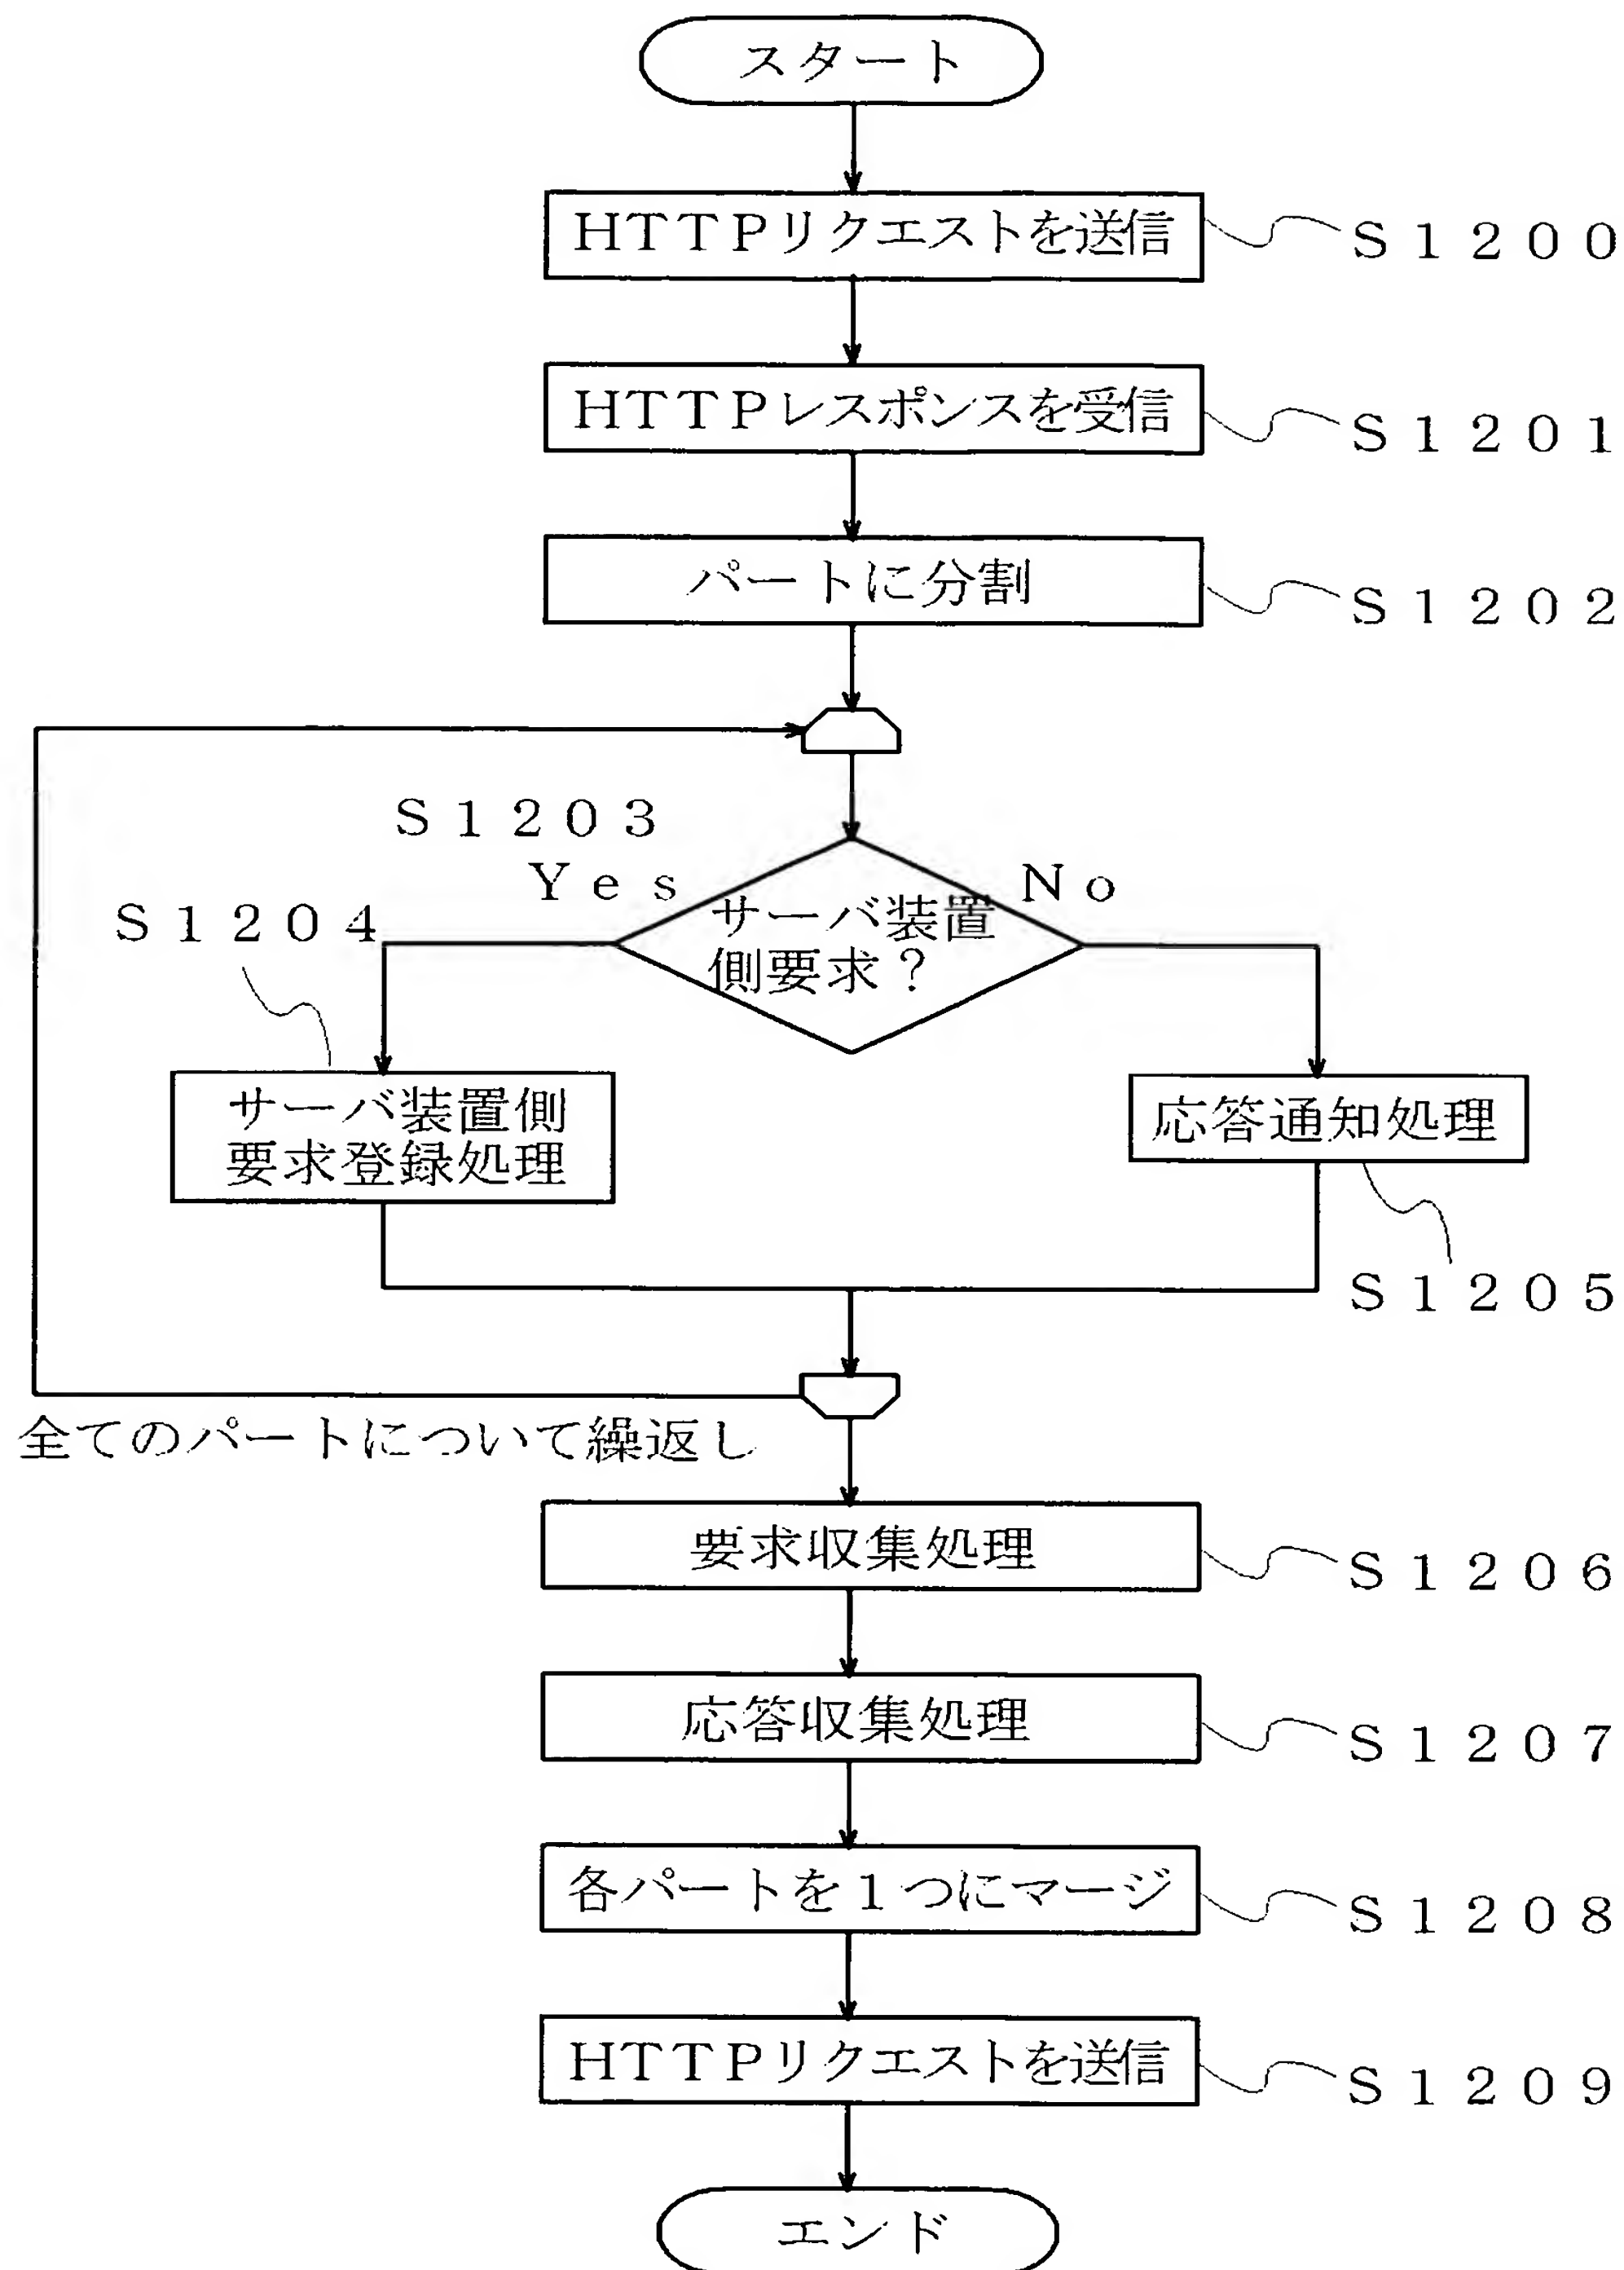 スタート
HTTPリクエストを送信
S1200
HTTPレスポンスを受信
S1201
パートに分割
S1202
S1203
Yes
No
サーバ装置
側要求?
S1204
サーバ装置側
要求登録処理
応答通知処理
S1205
全てのパートについて繰返し
要求収集処理
S1206
応答収集処理
S1207
各パートを1つにマージ
S1208
HTTPリクエストを送信
S1209
エンド